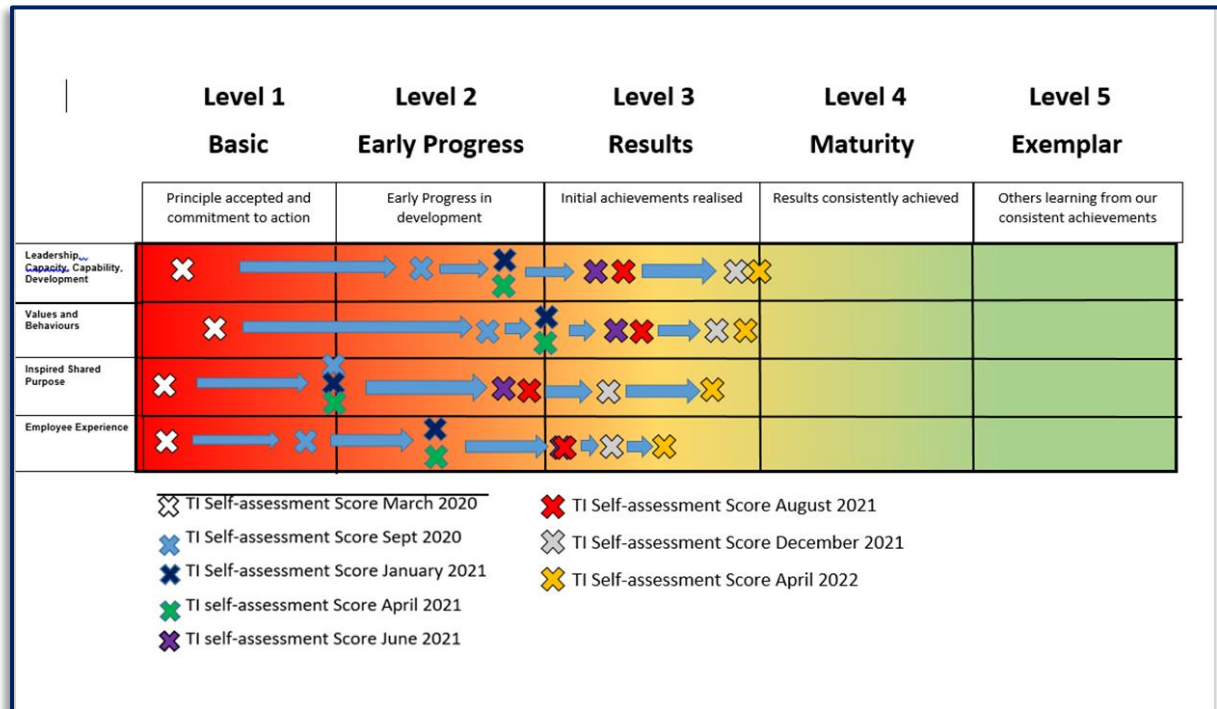 Level 1
Level 2
Level 3
Level 4
Level 5
Basic
Early Progress
Results
Maturity
Exemplar
Principle accepted and
commitment to action
Early Progress in
development
Initial achievements realised
Results consistently achieved
Others learning from our
consistent achievements
Leadership,
Capacity, Capability,
Development
Values and
Behaviours
Inspired Shared
Purpose
Employee Experience
TI Self-assessment Score March 2020
TI Self-assessment Score Sept 2020
TI Self-assessment Score January 2021
TI self-assessment Score April 2021
TI self-assessment Score June 2021
TI Self-assessment Score August 2021
TI Self-assessment Score December 2021
TI Self-assessment Score April 2022